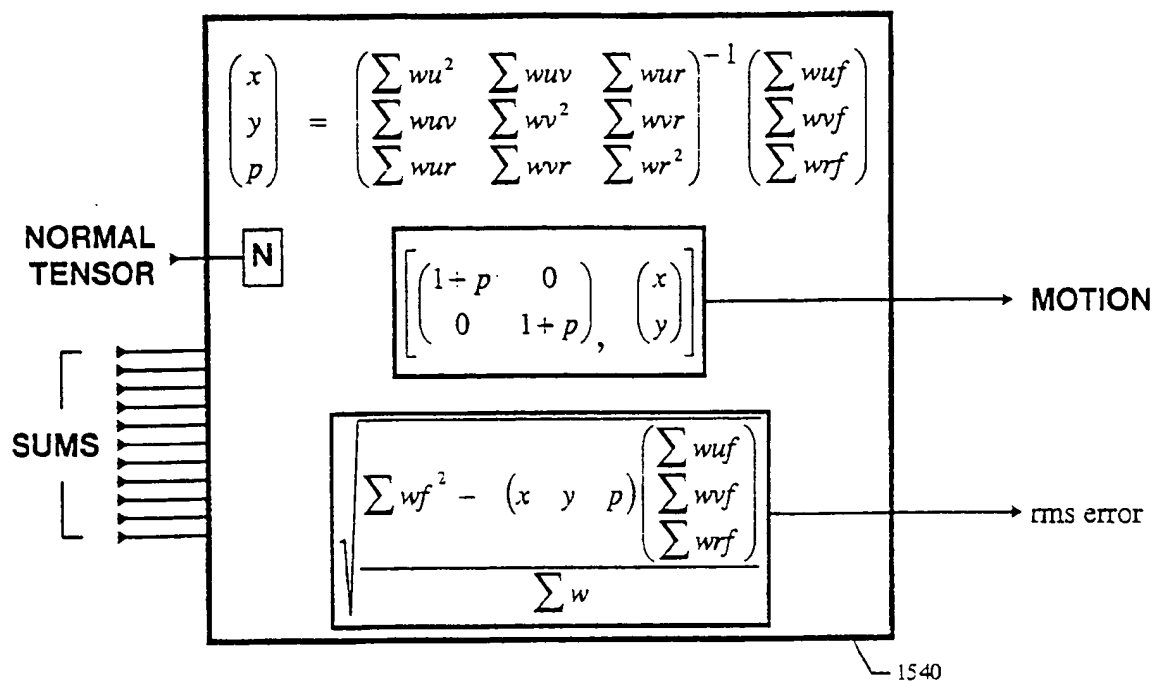 (x y p) = (∑wu² ∑wuv ∑wur
∑wuv ∑wv² ∑wvr
∑wur ∑wvr ∑wr²)⁻¹ (∑wuf ∑wvf ∑wrf)
NORMAL
TENSOR
N
[(1+p 0
0 1+p), (x y)]
MOTION
SUMS
√((∑wf² - (x y p)(∑wuf ∑wvf ∑wrf)) / ∑w)
rms error
1540